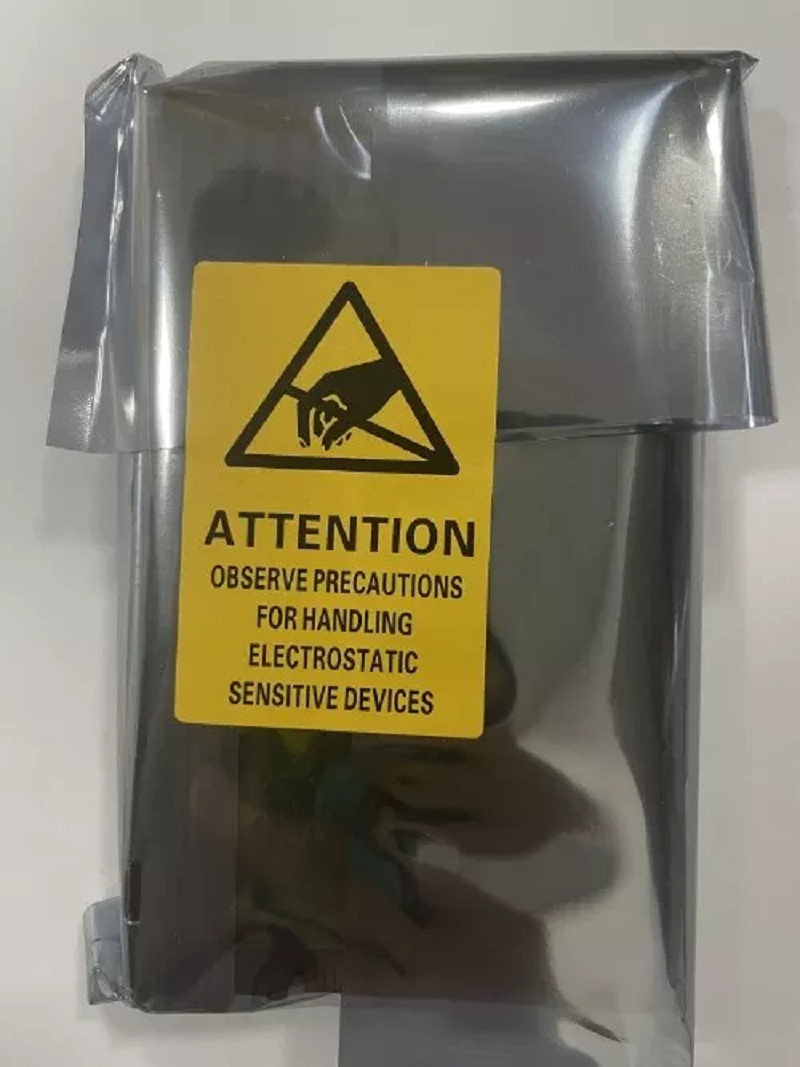 ATTENTION
OBSERVE PRECAUTIONS
FOR HANDLING
ELECTROSTATIC
SENSITIVE DEVICES